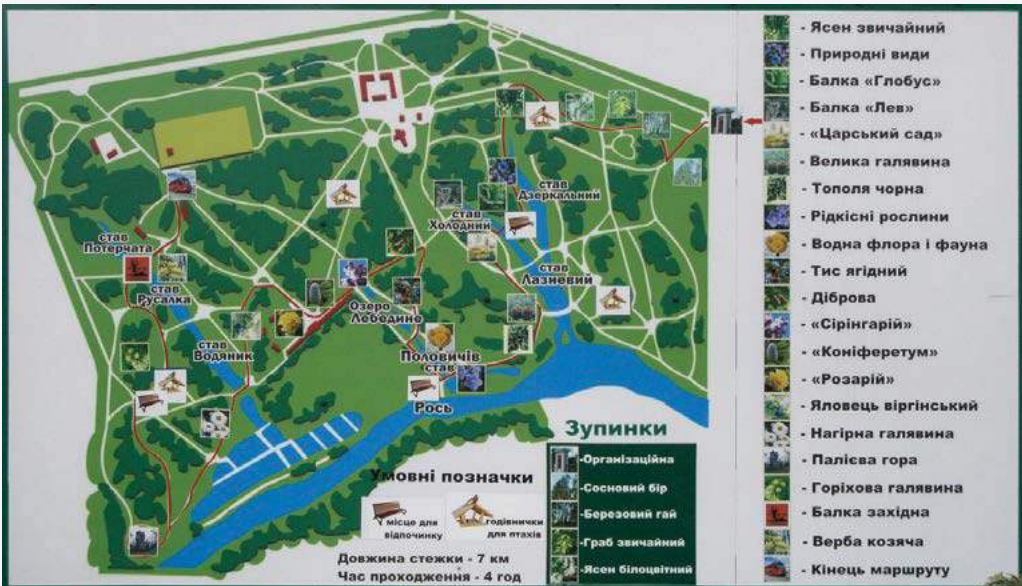 став
Дзеркальний
став
Холодний
став
Потерчата
став
Лазневий
став
Русалка
Озеро
Лебедине
став
Водяник
Половичів
став
Рось
Умовні позначки
місце для
відпочинку
годівнички
для птахів
Довжина стежки - 7 км
Час проходження - 4 год
Зупинки
-Організаційна
-Сосновий бір
-Березовий гай
-Граб звичайний
-Ясен білоцвітний
- Ясен звичайний
- Природні види
- Балка «Глобус»
- Балка «Лев»
- «Царський сад»
- Велика галявина
- Тополя чорна
- Рідкісні рослини
- Водна флора і фауна
- Тис ягідний
- Діброва
- «Сірінгарій»
- «Коніферетум»
- «Розарій»
- Яловець віргінський
- Нагірна галявина
- Палієва гора
- Горіхова галявина
- Балка західна
- Верба козяча
- Кінець маршруту